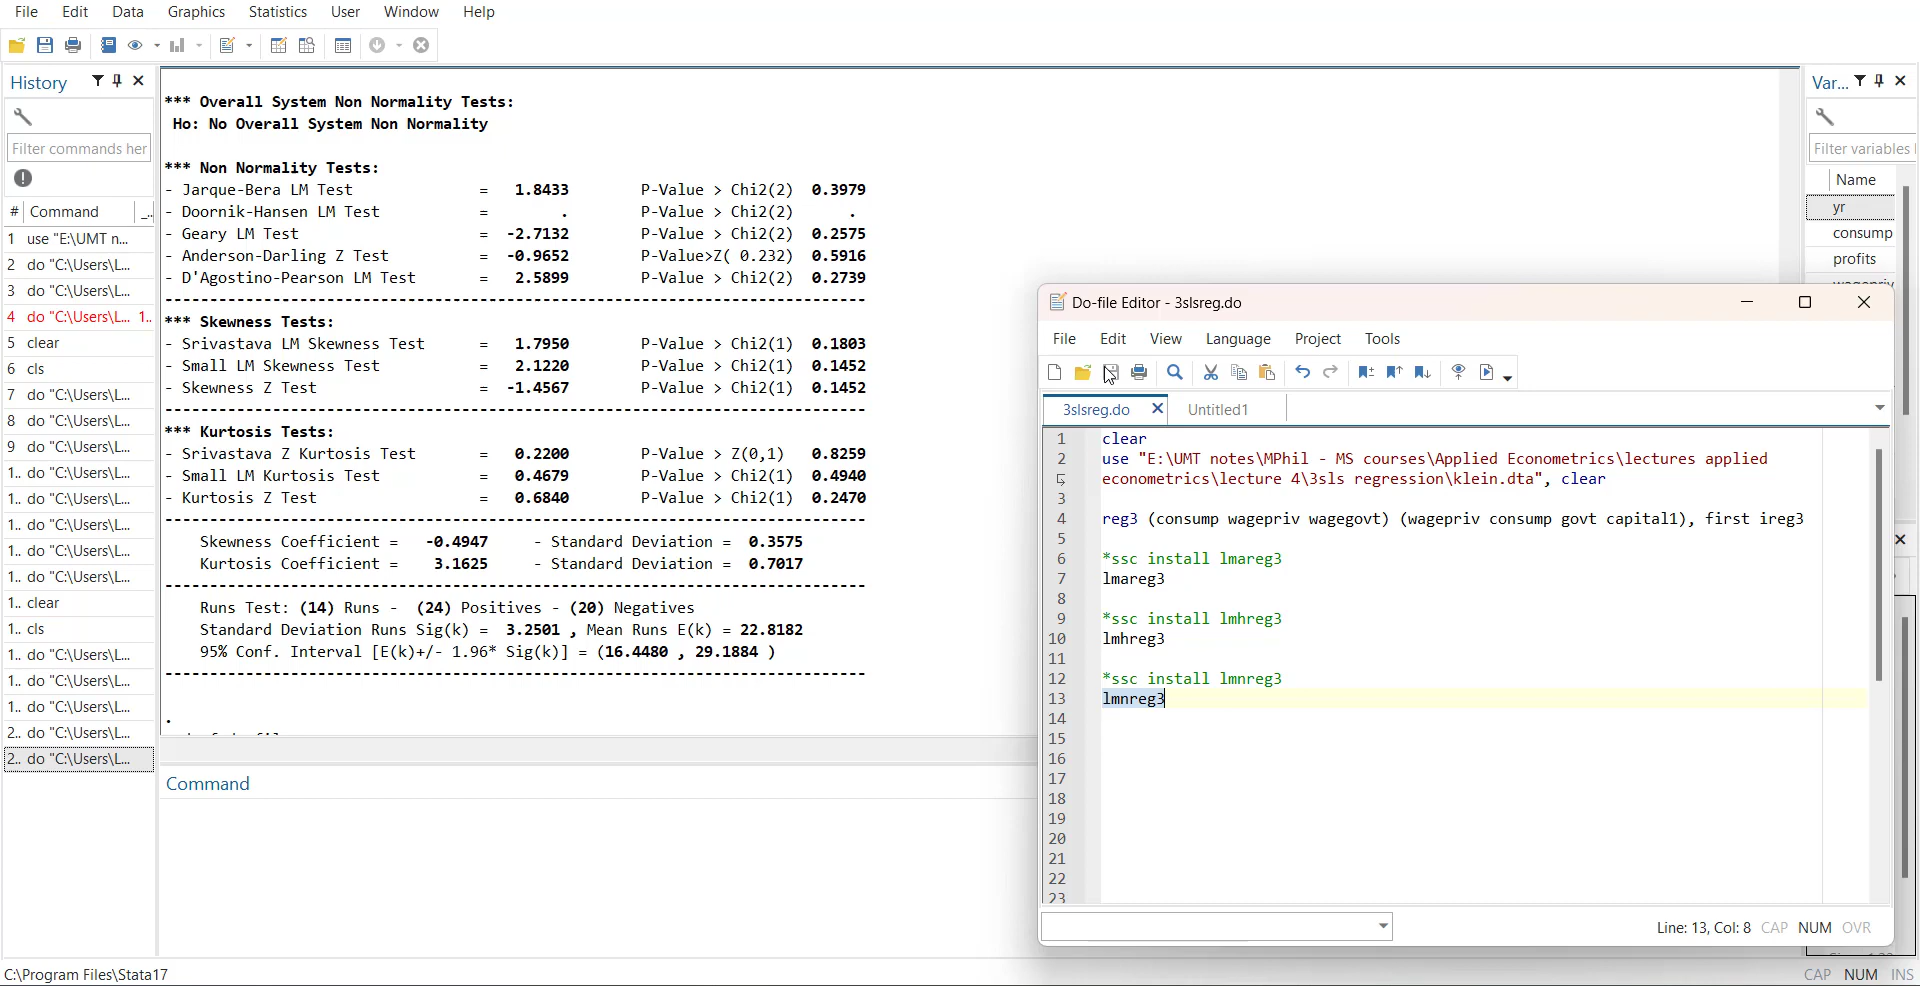 File Edit Data Graphics Statistics User Window Help
History
Filter commands her
# Command
1 use "E:\UMT n...
2 do "C:\Users\L...
3 do "C:\Users\L...
4 do "C:\Users\L... 1..
5 clear
6 cls
7 do "C:\Users\L...
8 do "C:\Users\L...
9 do "C:\Users\L...
1.. do "C:\Users\L...
1.. do "C:\Users\L...
1.. do "C:\Users\L...
1.. do "C:\Users\L...
1.. do "C:\Users\L...
1.. clear
1.. cls
1.. do "C:\Users\L...
1.. do "C:\Users\L...
1.. do "C:\Users\L...
2.. do "C:\Users\L...
2.. do "C:\Users\L...
*** Overall System Non Normality Tests:
Ho: No Overall System Non Normality
*** Non Normality Tests:
- Jarque-Bera LM Test = 1.8433 P-Value > Chi2(2) 0.3979
- Doornik-Hansen LM Test = . P-Value > Chi2(2) .
- Geary LM Test = -2.7132 P-Value > Chi2(2) 0.2575
- Anderson-Darling Z Test = -0.9652 P-Value>Z( 0.232) 0.5916
- D'Agostino-Pearson LM Test = 2.5899 P-Value > Chi2(2) 0.2739
------------------------------------------------------------------------------
*** Skewness Tests:
- Srivastava LM Skewness Test = 1.7950 P-Value > Chi2(1) 0.1803
- Small LM Skewness Test = 2.1220 P-Value > Chi2(1) 0.1452
- Skewness Z Test = -1.4567 P-Value > Chi2(1) 0.1452
------------------------------------------------------------------------------
*** Kurtosis Tests:
- Srivastava Z Kurtosis Test = 0.2200 P-Value > Z(0,1) 0.8259
- Small LM Kurtosis Test = 0.4679 P-Value > Chi2(1) 0.4940
- Kurtosis Z Test = 0.6840 P-Value > Chi2(1) 0.2470
------------------------------------------------------------------------------
Skewness Coefficient = -0.4947 - Standard Deviation = 0.3575
Kurtosis Coefficient = 3.1625 - Standard Deviation = 0.7017
------------------------------------------------------------------------------
Runs Test: (14) Runs - (24) Positives - (20) Negatives
Standard Deviation Runs Sig(k) = 3.2501 , Mean Runs E(k) = 22.8182
95% Conf. Interval [E(k)+/- 1.96* Sig(k)] = (16.4480 , 29.1884 )
------------------------------------------------------------------------------
.
Command
Var...
Filter variables
Name
yr
consump
profits
Do-file Editor - 3slsreg.do
File Edit View Language Project Tools
3slsreg.do Untitled1
1 clear
2 use "E:\UMT notes\MPhil - MS courses\Applied Econometrics\lectures applied
econometrics\lecture 4\3sls regression\klein.dta", clear
3
4 reg3 (consump wagepriv wagegovt) (wagepriv consump govt capital1), first ireg3
5
6 *ssc install lmareg3
7 lmareg3
8
9 *ssc install lmhreg3
10 lmhreg3
11
12 *ssc install lmnreg3
13 lmnreg3
14
15
16
17
18
19
20
21
22
23
Line: 13, Col: 8 CAP NUM OVR
C:\Program Files\Stata17
CAP NUM INS